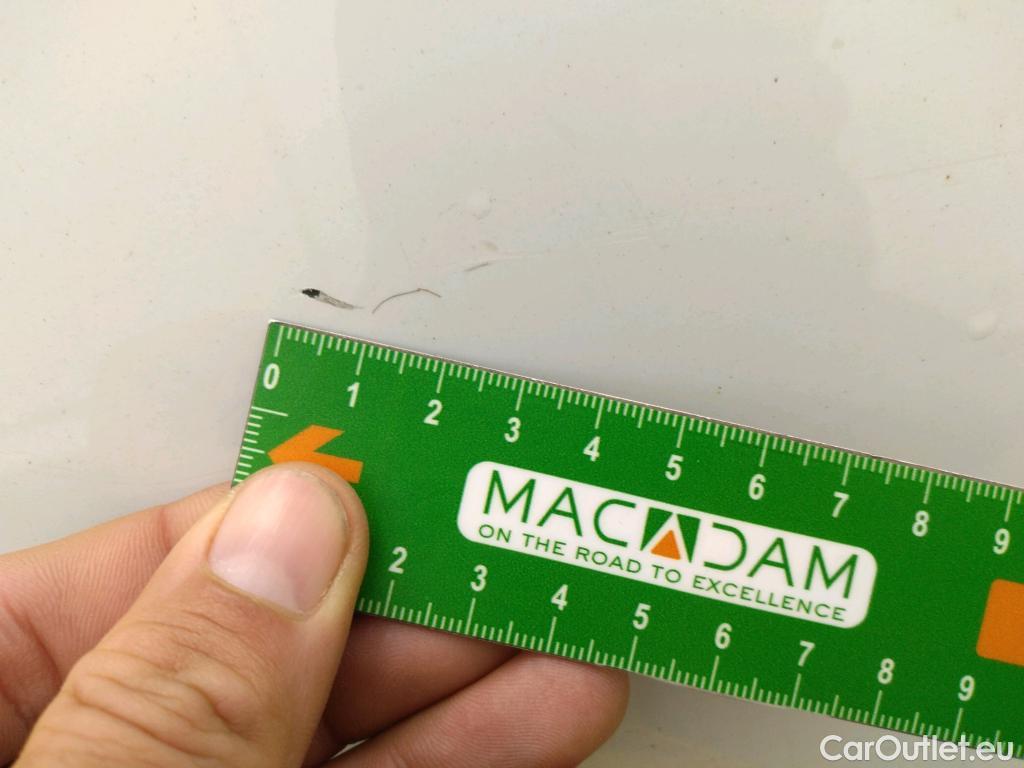 0 1 2 3 4 5 6 7 8 9
MACADAM
ON THE ROAD TO EXCELLENCE
2 3 4 5 6 7 8 9
CarOutlet.eu